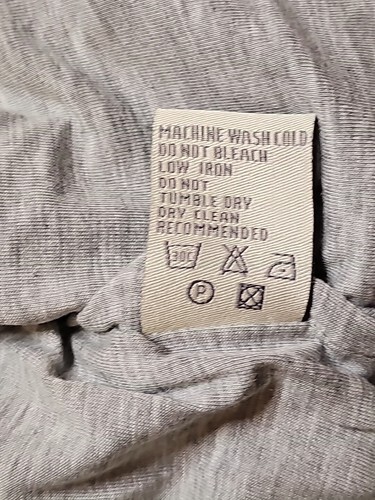 MACHINE WASH COLD
DO NOT BLEACH
LOW IRON
DO NOT
TUMBLE DRY
DRY CLEAN
RECOMMENDED
30C
P